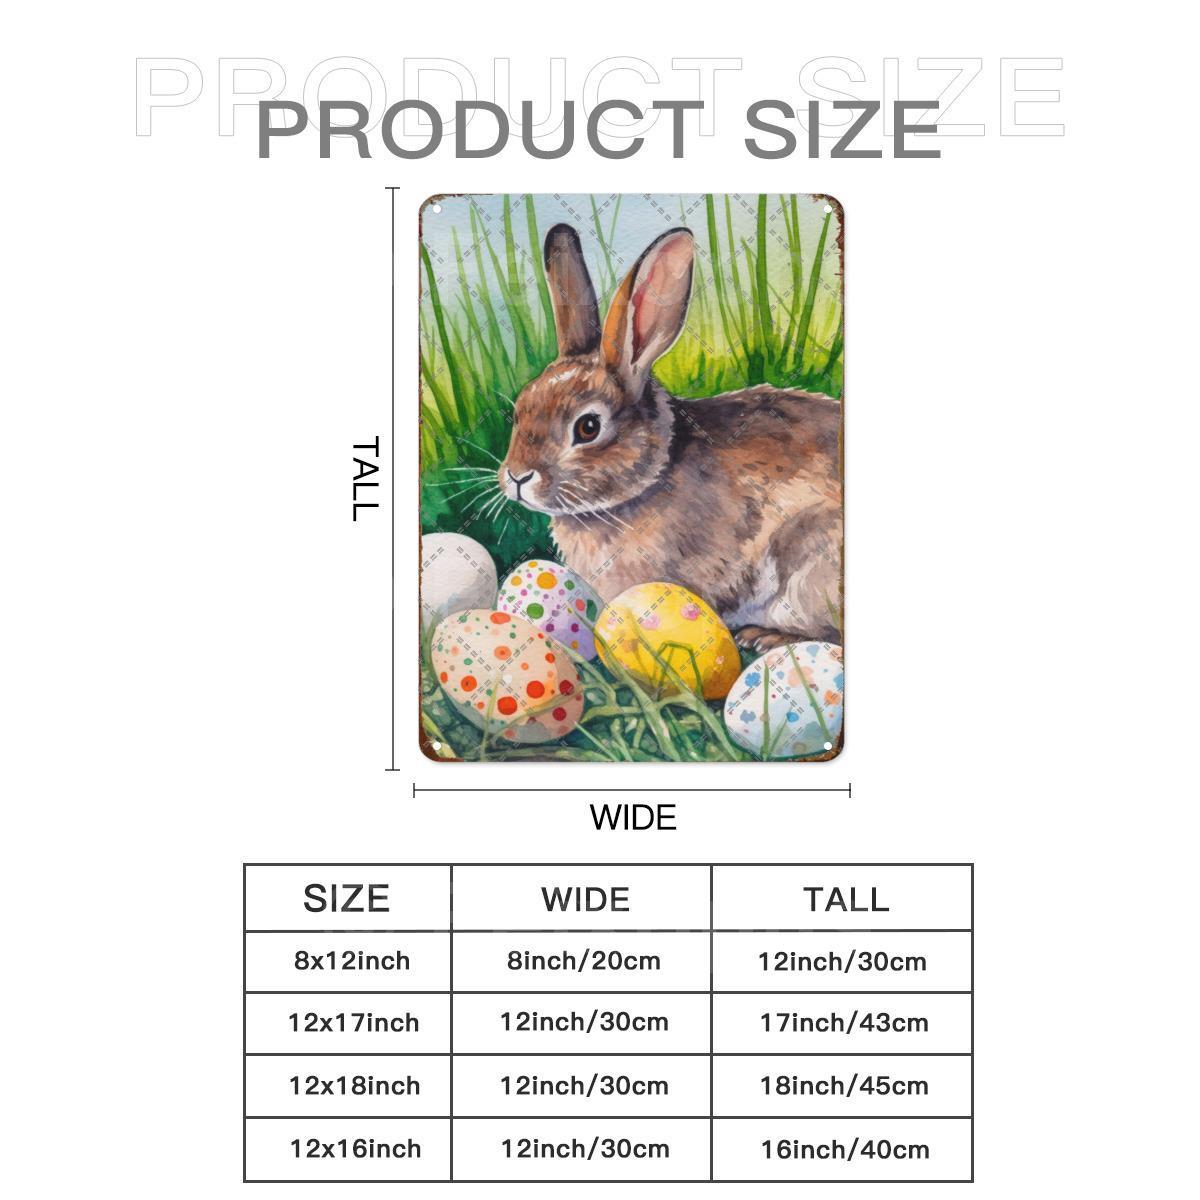 PRODUCT SIZE
PRODUCT SIZE
TALL
WIDE
SIZE WIDE TALL
8x12inch 8inch/20cm 12inch/30cm
12x17inch 12inch/30cm 17inch/43cm
12x18inch 12inch/30cm 18inch/45cm
12x16inch 12inch/30cm 16inch/40cm